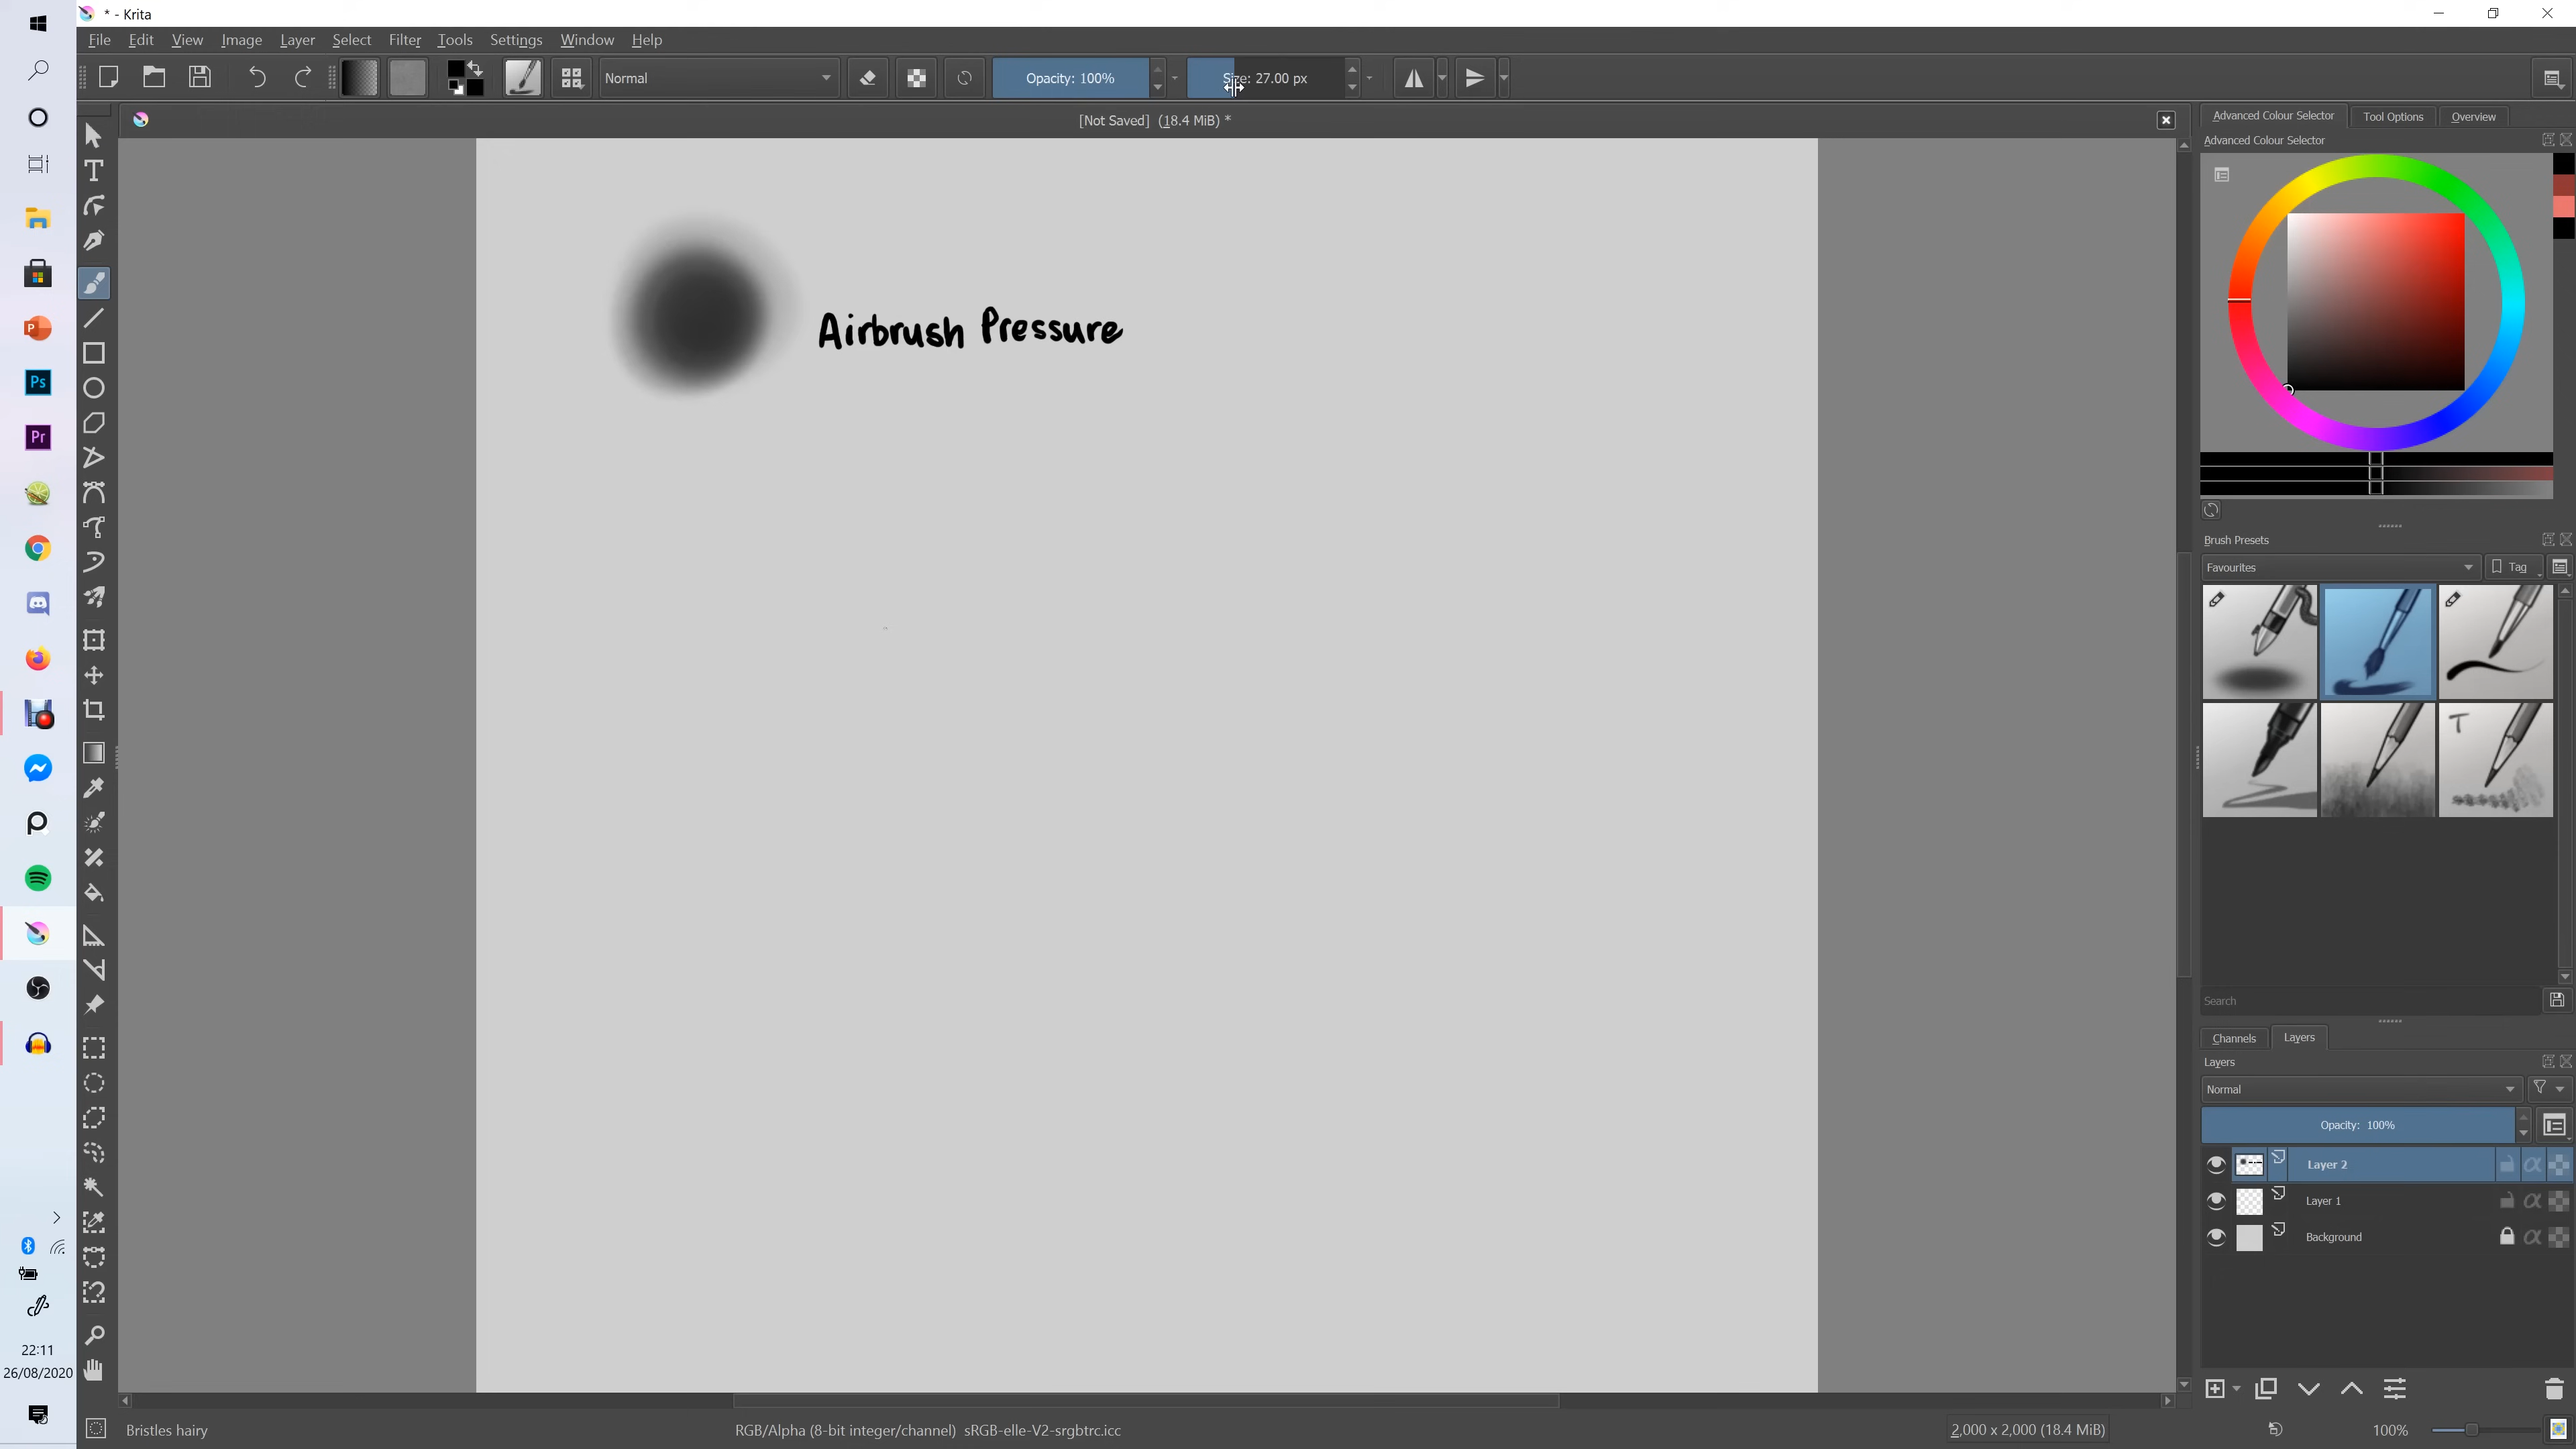 * - Krita
File Edit View Image Layer Select Filter Tools Settings Window Help
Normal Opacity: 100% Size: 27.00 px
[Not Saved] (18.4 MiB) *
Advanced Colour Selector Tool Options Overview
Advanced Colour Selector
Airbrush Pressure
Brush Presets
Favourites Tag
T
Search
Channels Layers
Layers
Normal
Opacity: 100%
Layer 2
Layer 1
Background
Ps
Pr
P
22:11
26/08/2020
Bristles hairy RGB/Alpha (8-bit integer/channel) sRGB-elle-V2-srgbtrc.icc 2,000 x 2,000 (18.4 MiB) 100%